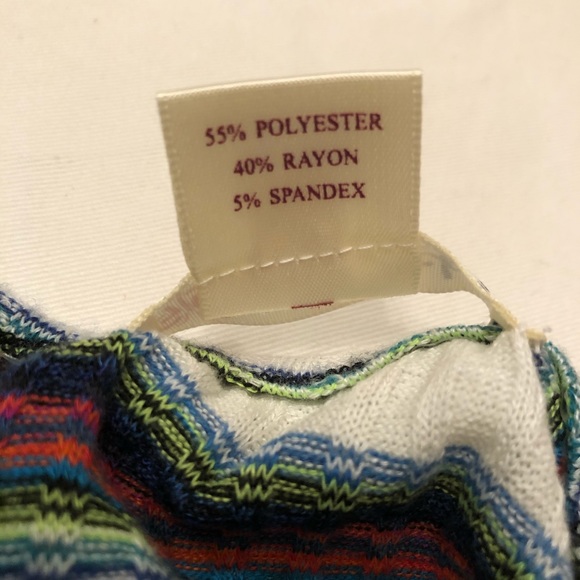 55% POLYESTER
40% RAYON
5% SPANDEX